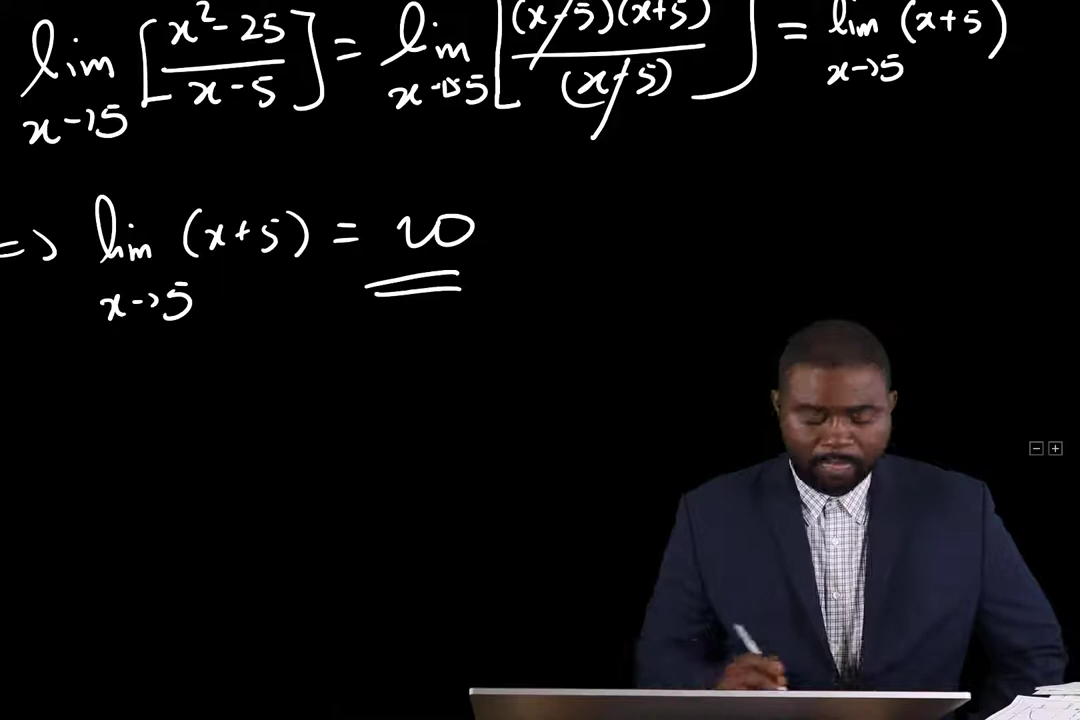 lim x→5 [x²-25 / x-5] = lim x→5 [(x-5)(x+5) / (x-5)] = lim x→5 (x+5)
=> lim x→5 (x+5) = 10